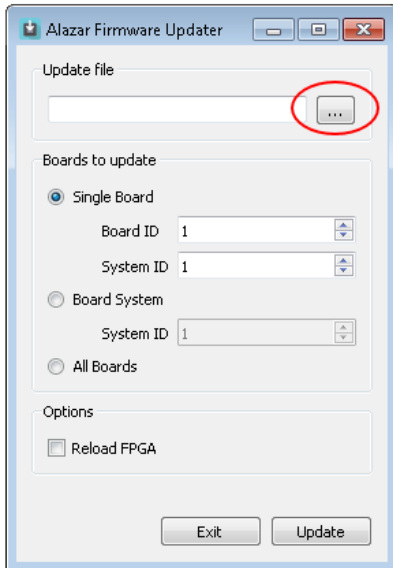 Alazar Firmware Updater
Update file
...
Boards to update
Single Board
Board ID 1
System ID 1
Board System
System ID 1
All Boards
Options
Reload FPGA
Exit Update